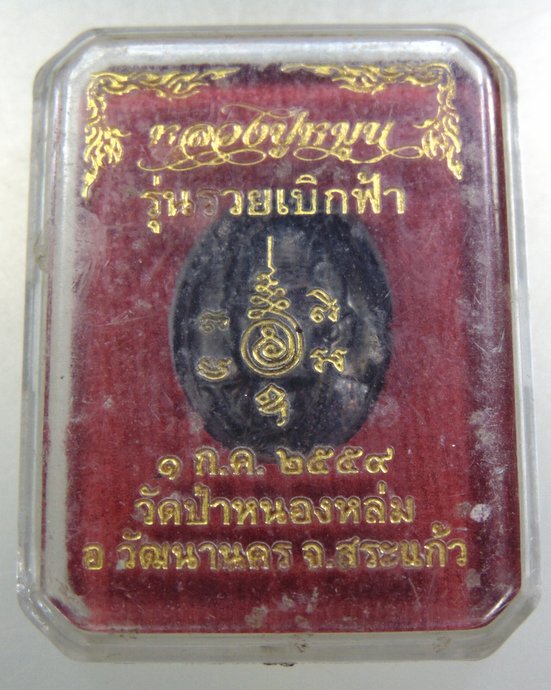 หลวงปู่หมุน
รุ่นรวยเบิกฟ้า
๑ ก.ค. ๒๕๕๙
วัดป่าหนองหล่ม
อ วัฒนานคร จ.สระแก้ว